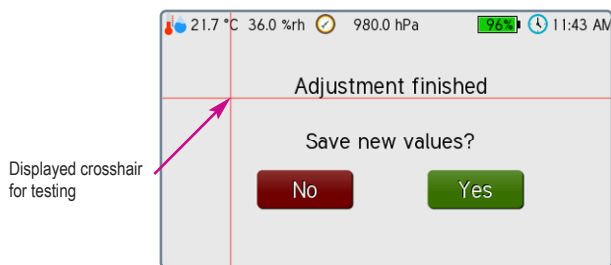 21.7 °C 36.0 %rh 980.0 hPa 96% 11:43 AM
Adjustment finished
Save new values?
Displayed crosshair
for testing
No Yes